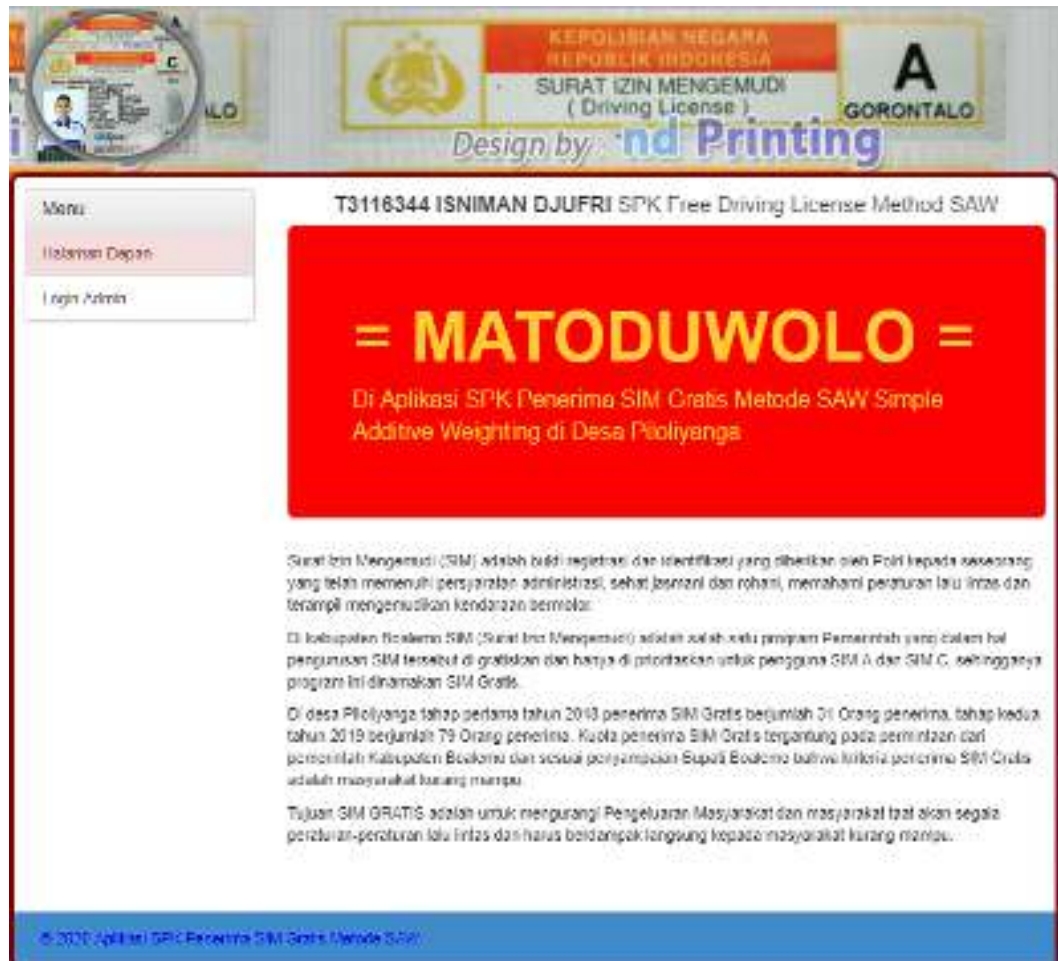 KEPOLISIAN NEGARA
REPUBLIK INDONESIA
SURAT IZIN MENGEMUDI
( Driving License )
A
GORONTALO
C
LO
Design by nd Printing
Menu
Halaman Depan
Login Admin
T3116344 ISNIMAN DJUFRI SPK Free Driving License Method SAW
= MATODUWOLO =
Di Aplikasi SPK Penerima SIM Gratis Metode SAW Simple
Additive Weighting di Desa Piloliyanga
Surat Izin Mengemudi (SIM) adalah bukti registrasi dan identifikasi yang diberikan oleh Polri kepada seseorang
yang telah memenuhi persyaratan administrasi, sehat jasmani dan rohani, memahami peraturan lalu lintas dan
terampil mengemudikan kendaraan bermotor.
Di kabupaten Boalemo SIM (Surat Izin Mengemudi) adalah salah satu program Pemerintah yang dalam hal
pengurusan SIM tersebut di gratiskan dan hanya di prioritaskan untuk pengguna SIM A dan SIM C, sehingganya
program ini dinamakan SIM Gratis.
Di desa Piloliyanga tahap pertama tahun 2018 penerima SIM Gratis berjumlah 31 Orang penerima, tahap kedua
tahun 2019 berjumlah 79 Orang penerima. Kuota penerima SIM Gratis tergantung pada permintaan dari
pemerintah Kabupaten Boalemo dan sesuai penyampaian Bupati Boalemo bahwa kriteria penerima SIM Gratis
adalah masyarakat kurang mampu.
Tujuan SIM GRATIS adalah untuk mengurangi Pengeluaran Masyarakat dan masyarakat taat akan segala
peraturan-peraturan lalu lintas dan harus berdampak langsung kepada masyarakat kurang mampu.
© 2020 Aplikasi SPK Penerima SIM Gratis Metode SAW